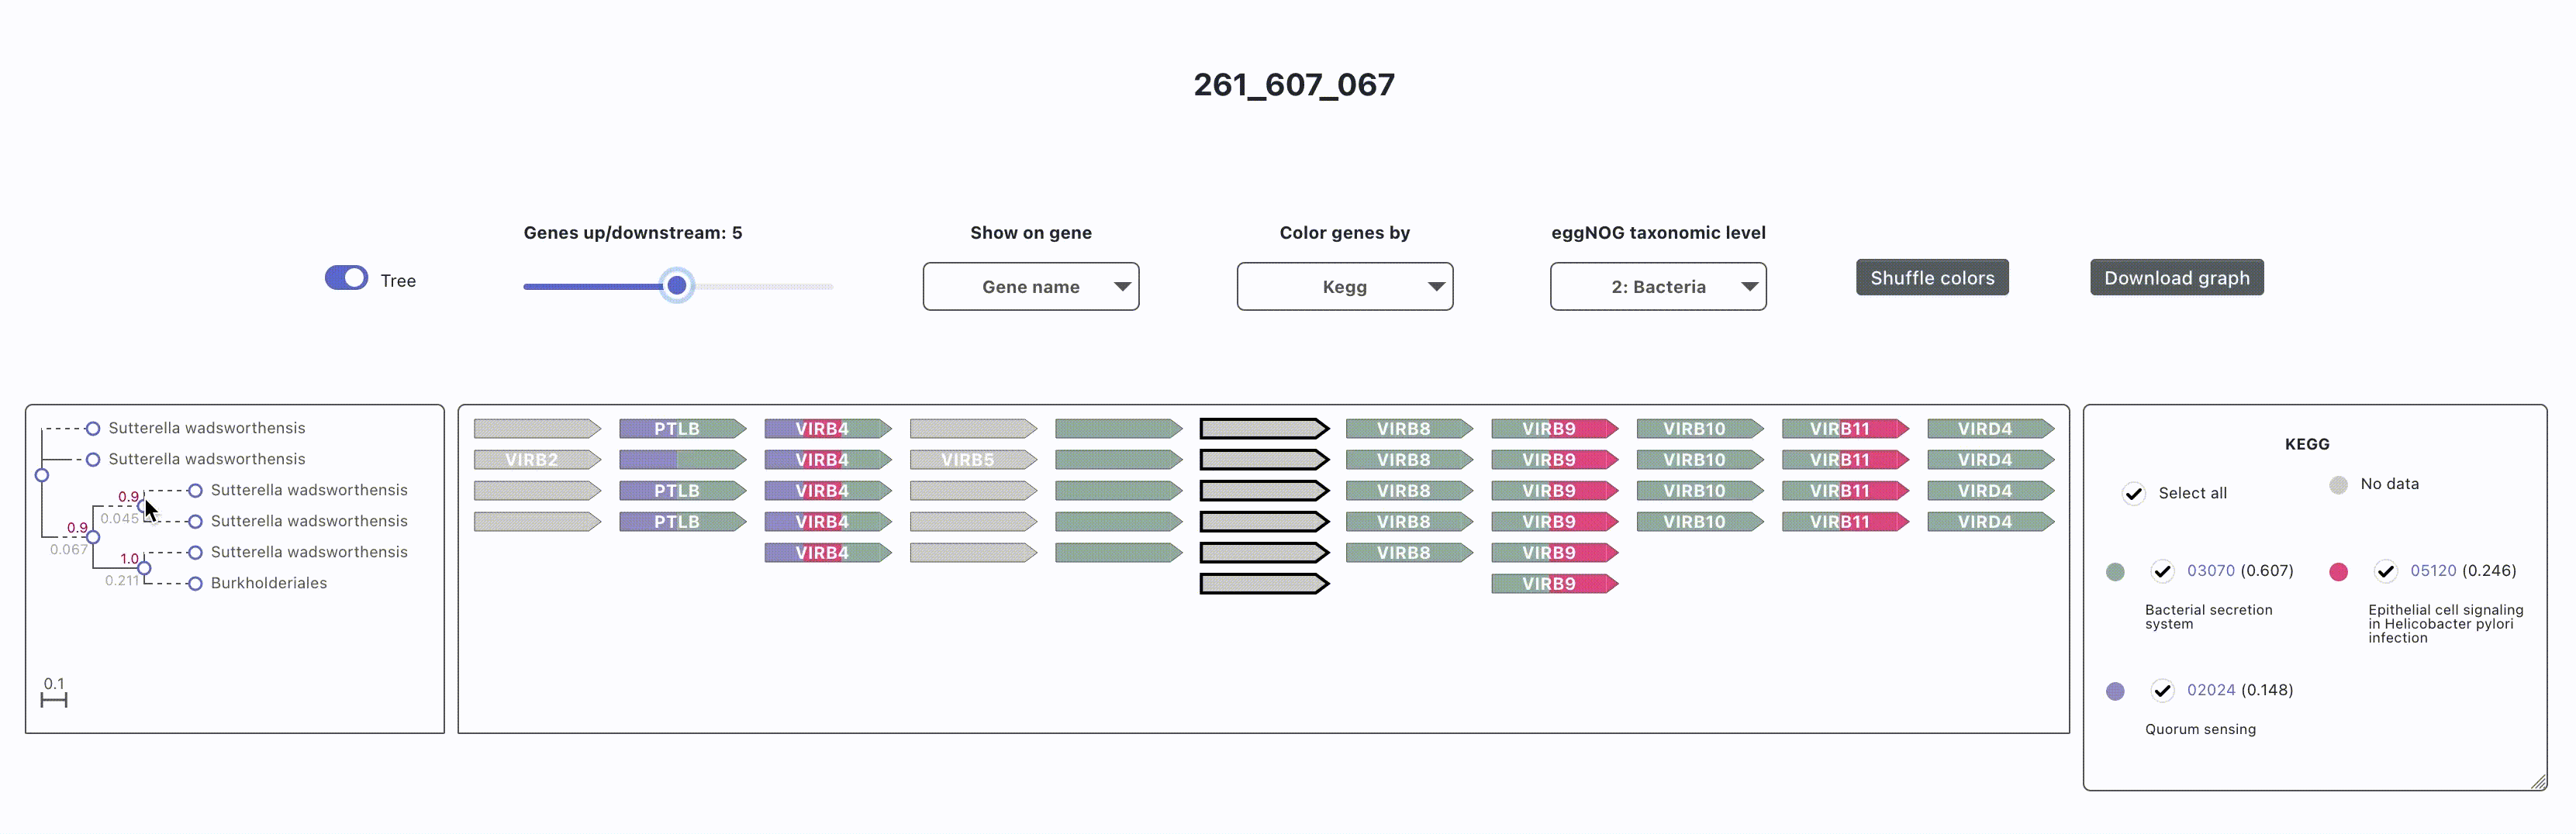 261_607_067
Tree
Genes up/downstream: 5
Show on gene
Gene name
Color genes by
Kegg
eggNOG taxonomic level
2: Bacteria
Shuffle colors
Download graph
Sutterella wadsworthensis
Sutterella wadsworthensis
0.9
Sutterella wadsworthensis
0.045
Sutterella wadsworthensis
0.9
0.067
1.0
Sutterella wadsworthensis
0.211
Burkholderiales
0.1
PTLB VIRB4 VIRB8 VIRB9 VIRB10 VIRB11 VIRD4
VIRB2 VIRB4 VIRB5 VIRB8 VIRB9 VIRB10 VIRB11 VIRD4
PTLB VIRB4 VIRB8 VIRB9 VIRB10 VIRB11 VIRD4
PTLB VIRB4 VIRB8 VIRB9 VIRB10 VIRB11 VIRD4
VIRB4 VIRB8 VIRB9
VIRB9
KEGG
Select all
No data
03070 (0.607)
Bacterial secretion
system
05120 (0.246)
Epithelial cell signaling
in Helicobacter pylori
infection
02024 (0.148)
Quorum sensing